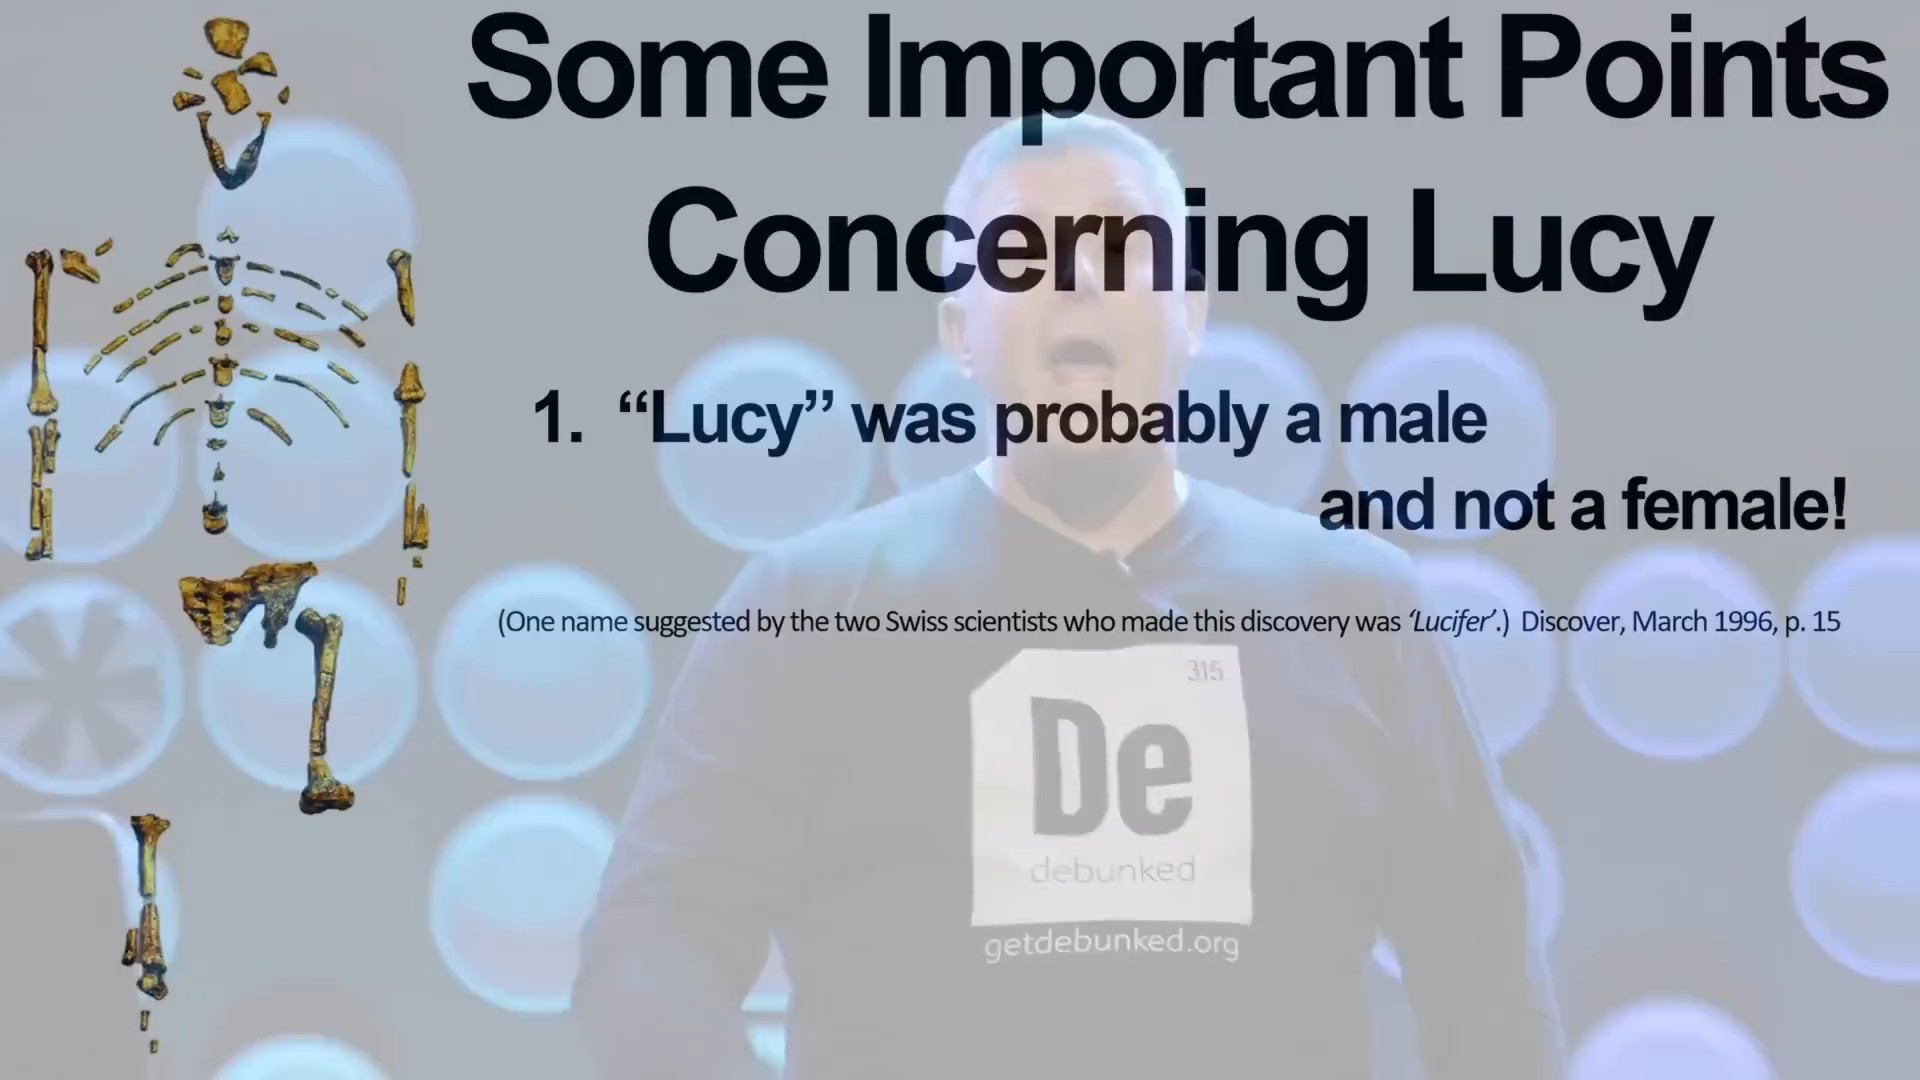 Some Important Points
Concerning Lucy
1. “Lucy” was probably a male
and not a female!
(One name suggested by the two Swiss scientists who made this discovery was ‘Lucifer’.) Discover, March 1996, p. 15
315
De
debunked
getdebunked.org